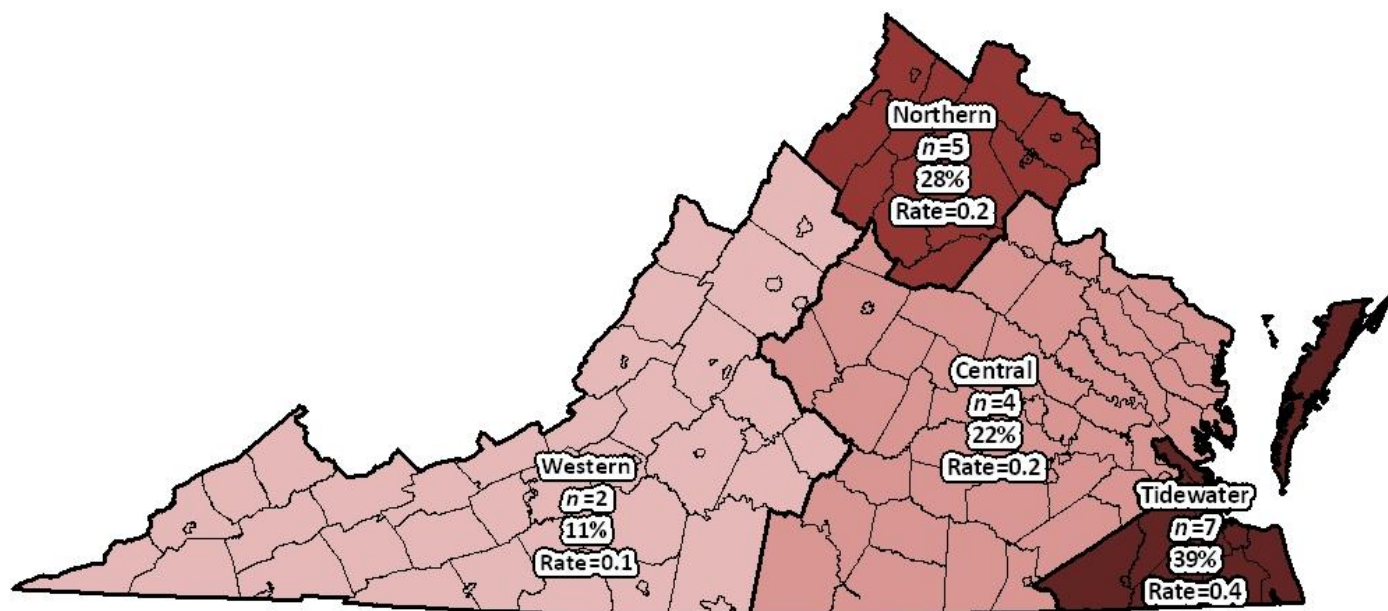 Northern
n=5
28%
Rate=0.2
Central
n=4
22%
Rate=0.2
Western
n=2
11%
Rate=0.1
Tidewater
n=7
39%
Rate=0.4